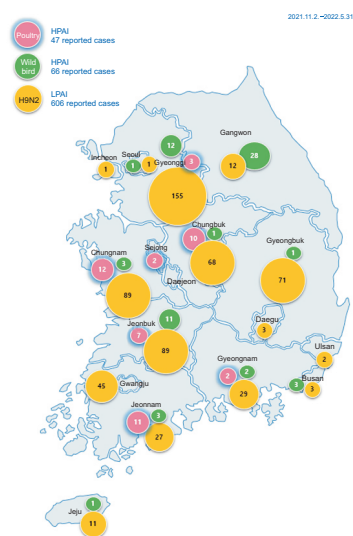 2021.11.2.~2022.5.31
Poultry
HPAI
47 reported cases
Wild
bird
HPAI
66 reported cases
H9N2
LPAI
606 reported cases
Gangwon
12
28
12
Seoul
Incheon
1
1
1
Gyeonggi
3
155
Chungbuk
10
1
68
Gyeongbuk
1
71
Sejong
2
Chungnam
3
12
89
Daejeon
Daegu
3
Jeonbuk
11
7
89
Ulsan
2
Gyeongnam
2
2
29
Busan
3
3
45
Gwangju
Jeonnam
3
11
27
Jeju
1
11